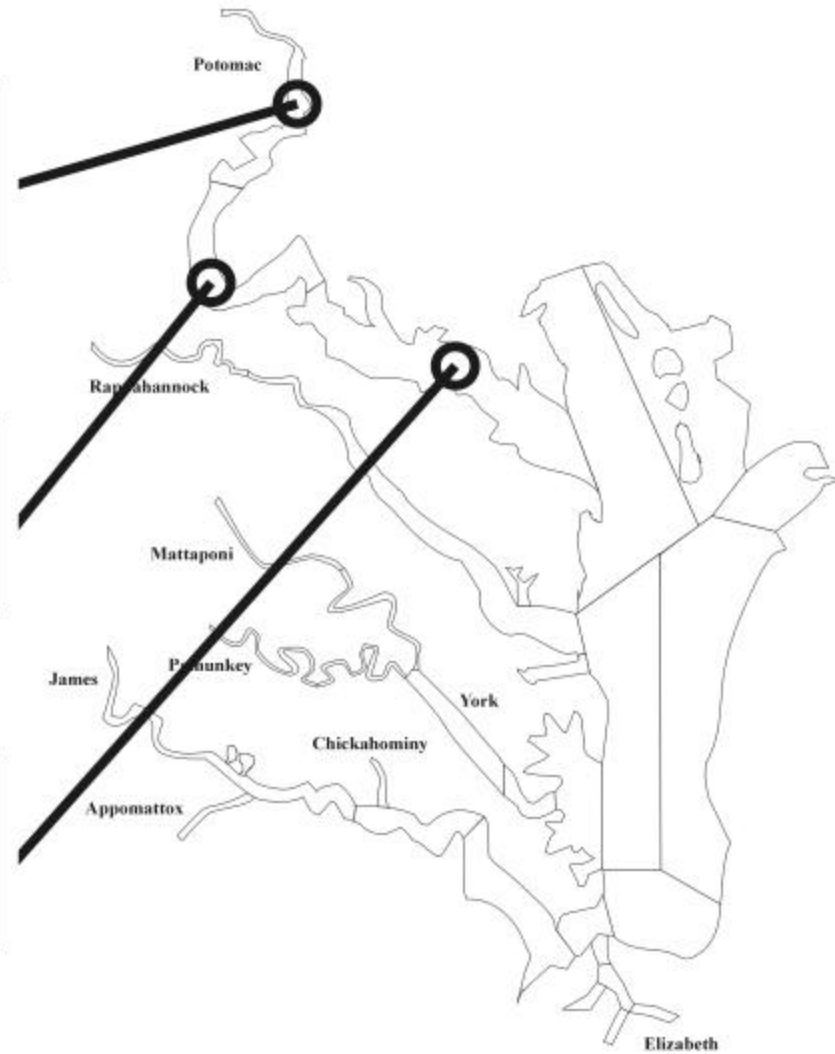 Potomac
Rappahannock
Mattaponi
Pamunkey
James
York
Chickahominy
Appomattox
Elizabeth